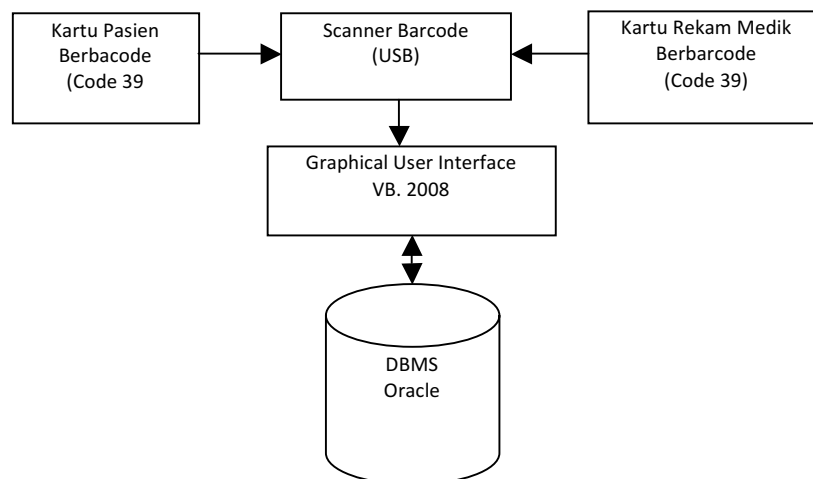 Kartu Pasien
Berbacode
(Code 39
Scanner Barcode
(USB)
Kartu Rekam Medik
Berbarcode
(Code 39)
Graphical User Interface
VB. 2008
DBMS
Oracle